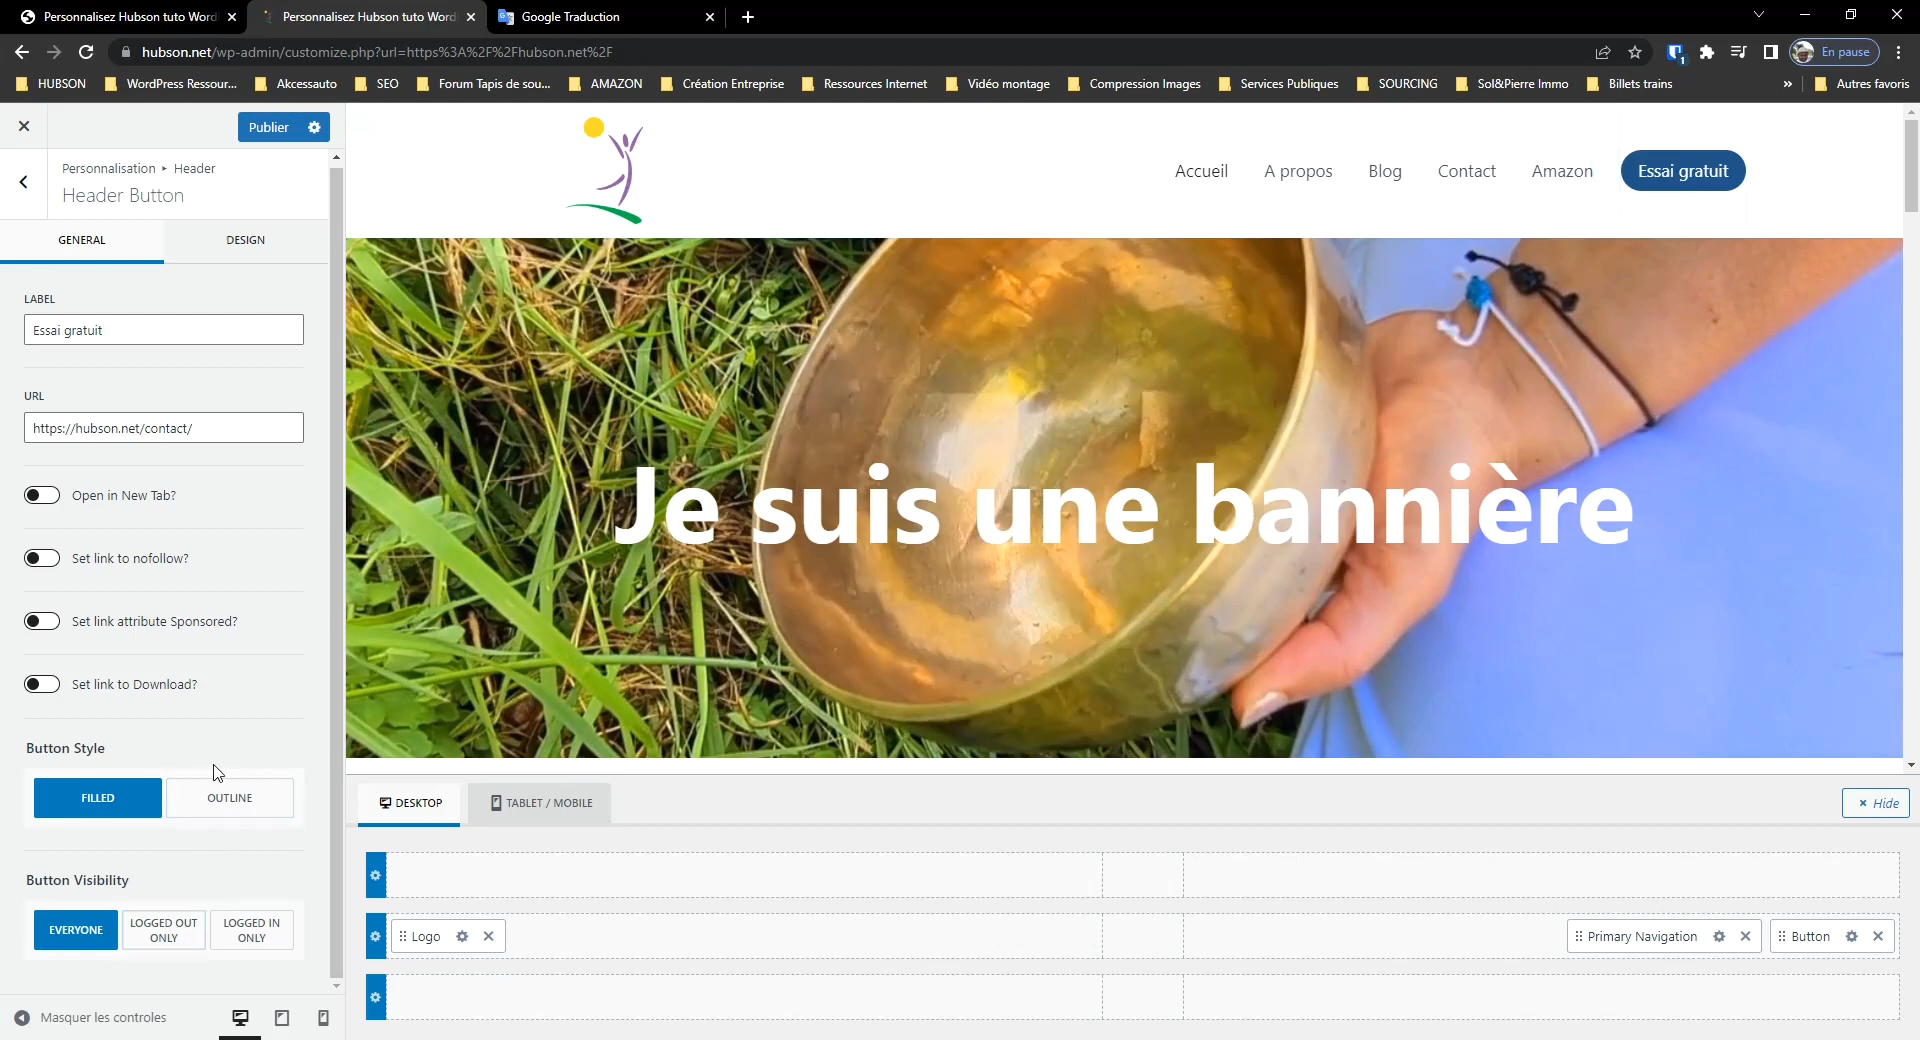 Personnalisez Hubson tuto Word
Personnalisez Hubson tuto Word
Google Traduction
hubson.net/wp-admin/customize.php?url=https%3A%2F%2Fhubson.net%2F
1
En pause
HUBSON
WordPress Ressour...
Akcessauto
SEO
Forum Tapis de sou...
AMAZON
Création Entreprise
Ressources Internet
Vidéo montage
Compression Images
Services Publiques
SOURCING
Sol&Pierre Immo
Billets trains
»
Autres favoris
Publier
Personnalisation ▸ Header
Header Button
GENERAL
DESIGN
LABEL
Essai gratuit
URL
https://hubson.net/contact/
Open in New Tab?
Set link to nofollow?
Set link attribute Sponsored?
Set link to Download?
Button Style
FILLED
OUTLINE
Button Visibility
EVERYONE
LOGGED OUT
ONLY
LOGGED IN
ONLY
Masquer les controles
Accueil
A propos
Blog
Contact
Amazon
Essai gratuit
Je suis une bannière
DESKTOP
TABLET / MOBILE
× Hide
Logo
Primary Navigation
Button